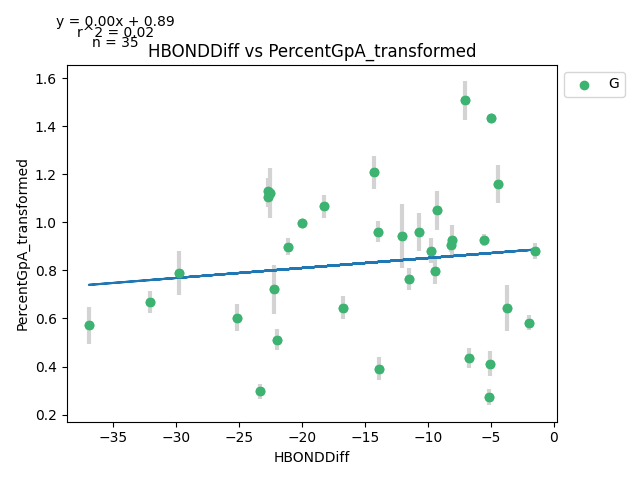 y = 0.00x + 0.89
r^2 = 0.02
n = 35
HBONDDiff vs PercentGpA_transformed
G
PercentGpA_transformed
1.6
1.4
1.2
1.0
0.8
0.6
0.4
0.2
−35
−30
−25
−20
−15
−10
−5
0
HBONDDiff